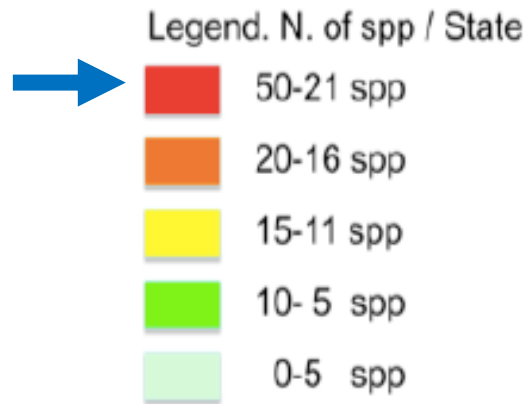 Legend. N. of spp / State
50-21 spp
20-16 spp
15-11 spp
10- 5 spp
0-5 spp